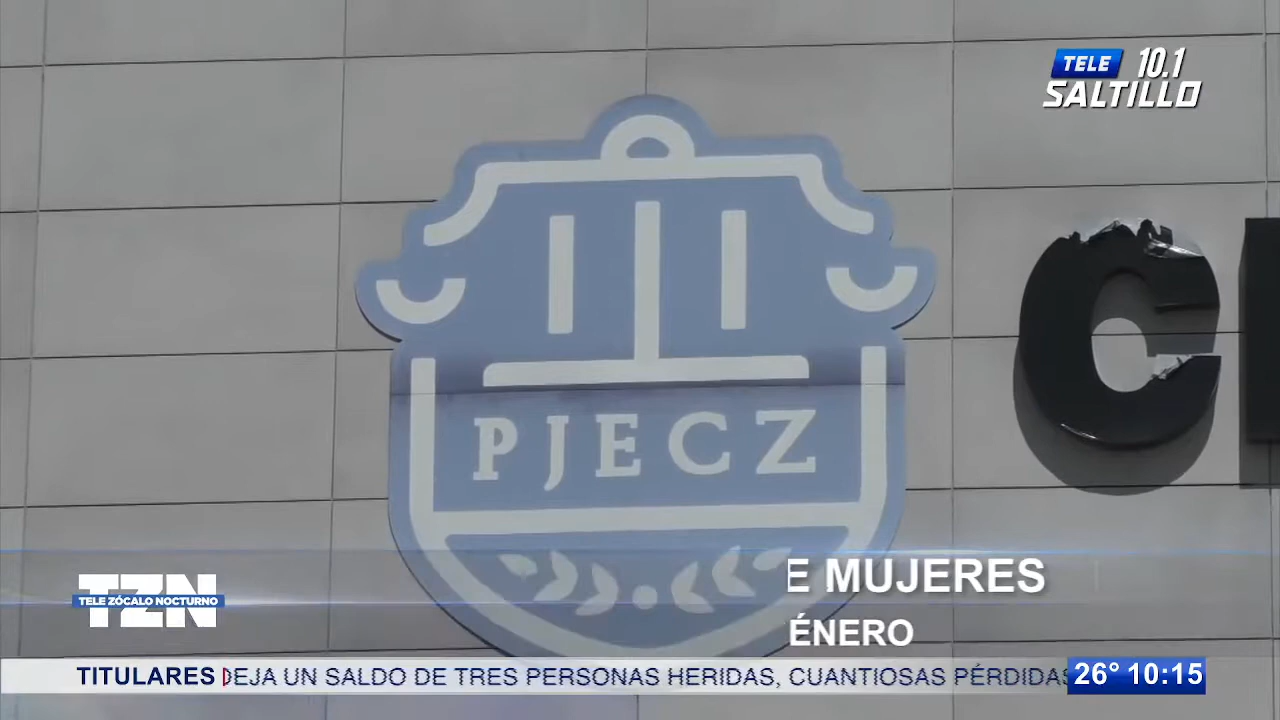 TELE 10.1
SALTILLO
C
PJECZ
E MUJERES
ÉNERO
TZN
TELE ZÓCALO NOCTURNO
TITULARES DEJA UN SALDO DE TRES PERSONAS HERIDAS, CUANTIOSAS PÉRDIDAS
26° 10:15